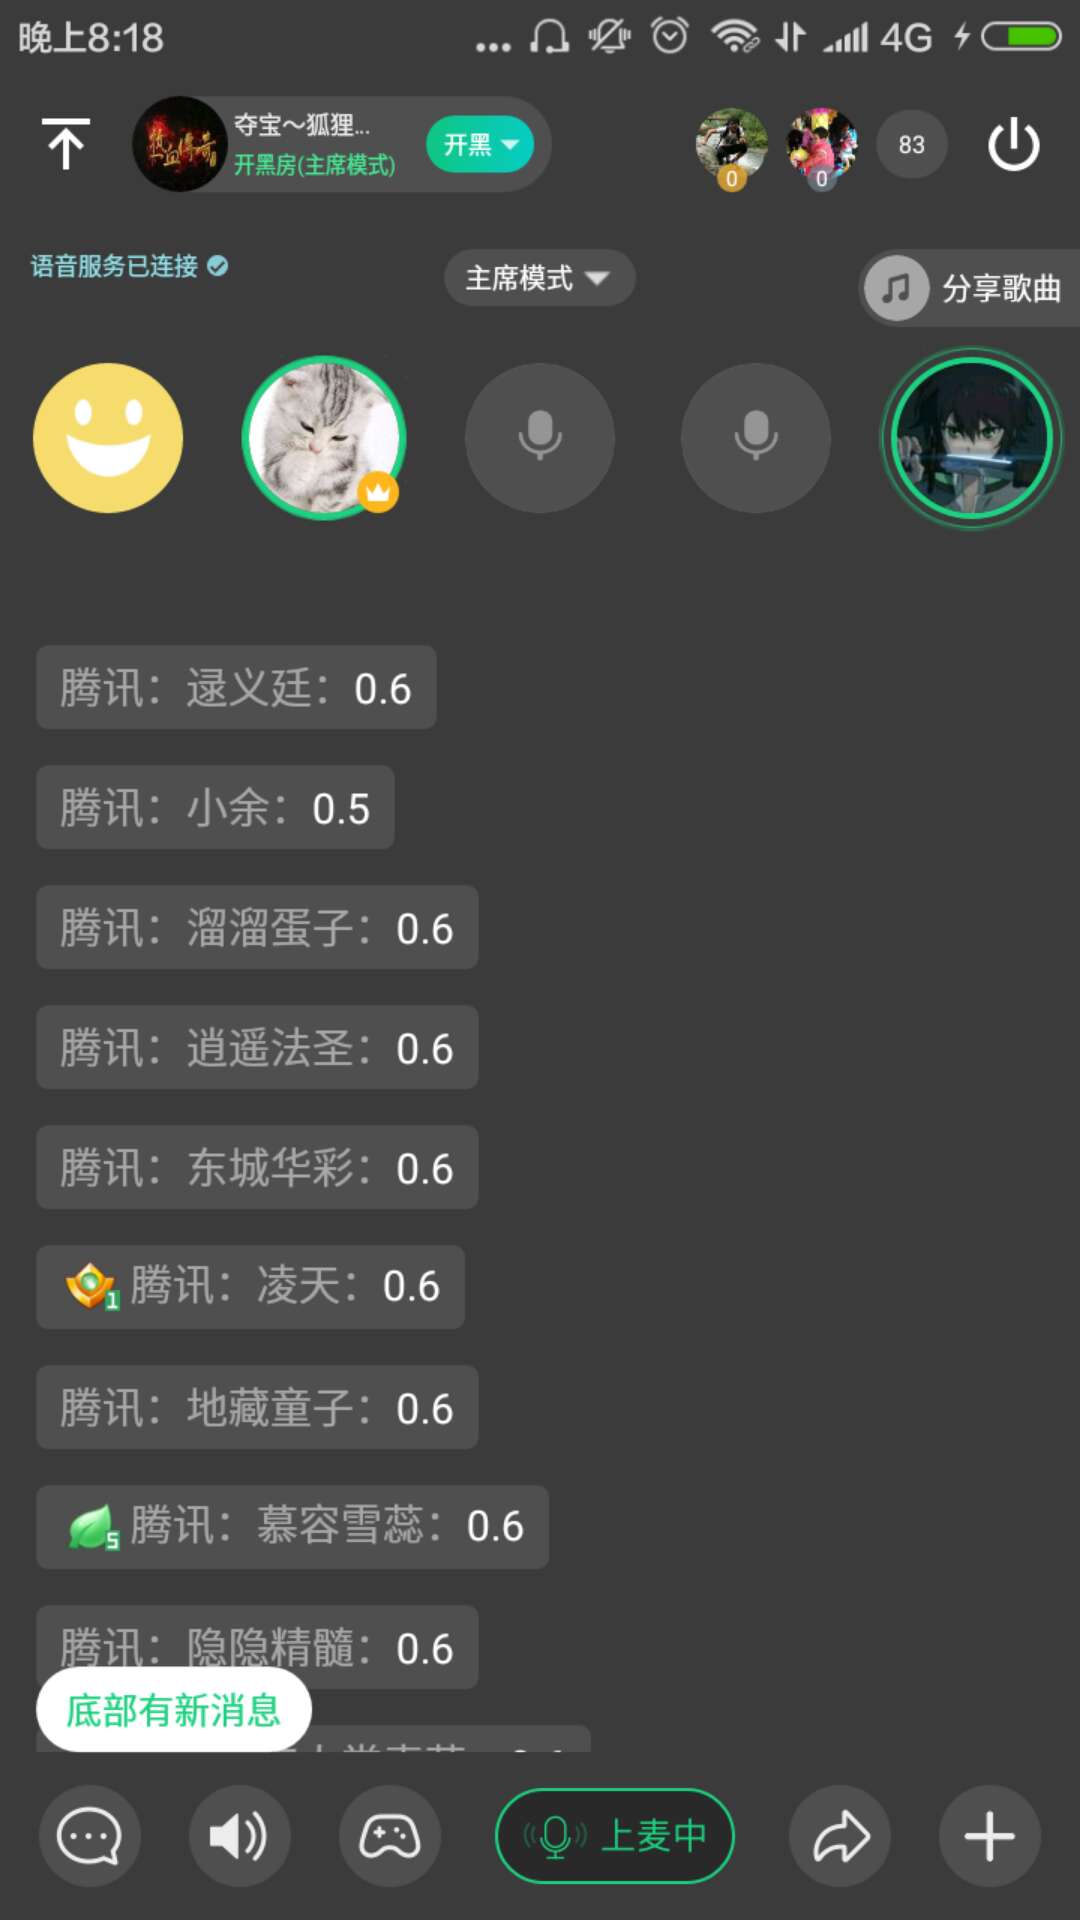 晚上8:18
4G
热血传奇
夺宝～狐狸...
开黑房(主席模式)
开黑
0
0
83
语音服务已连接
主席模式
分享歌曲
腾讯：逯义廷：0.6
腾讯：小余：0.5
腾讯：溜溜蛋子：0.6
腾讯：逍遥法圣：0.6
腾讯：东城华彩：0.6
1 腾讯：凌天：0.6
腾讯：地藏童子：0.6
5 腾讯：慕容雪蕊：0.6
腾讯：隐隐精髓：0.6
底部有新消息
上麦中